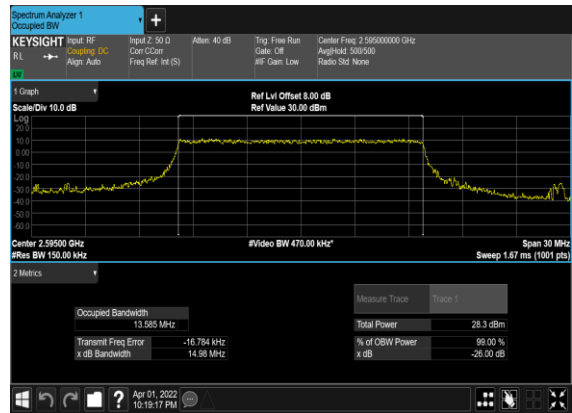 Spectrum Analyzer 1
Occupied BW
KEYSIGHT Input: RF Input Z: 50 Ω Atten: 40 dB Trig: Free Run Center Freq: 2.595000000 GHz
RL Coupling: DC Corr CCorr Gate: Off Avg|Hold: 500/500
Align: Auto Freq Ref: Int (S) #IF Gain: Low Radio Std: None
1 Graph
Ref Lvl Offset 8.00 dB
Scale/Div 10.0 dB Ref Value 30.00 dBm
Log
20.0
10.0
0.00
-10.0
-20.0
-30.0
-40.0
-50.0
-60.0
Center 2.59500 GHz #Video BW 470.00 kHz* Span 30 MHz
#Res BW 150.00 kHz Sweep 1.67 ms (1001 pts)
2 Metrics
Measure Trace Trace 1
Occupied Bandwidth
13.585 MHz Total Power 28.3 dBm
Transmit Freq Error -16.784 kHz % of OBW Power 99.00 %
x dB Bandwidth 14.98 MHz x dB -26.00 dB
Apr 01, 2022
10:19:17 PM